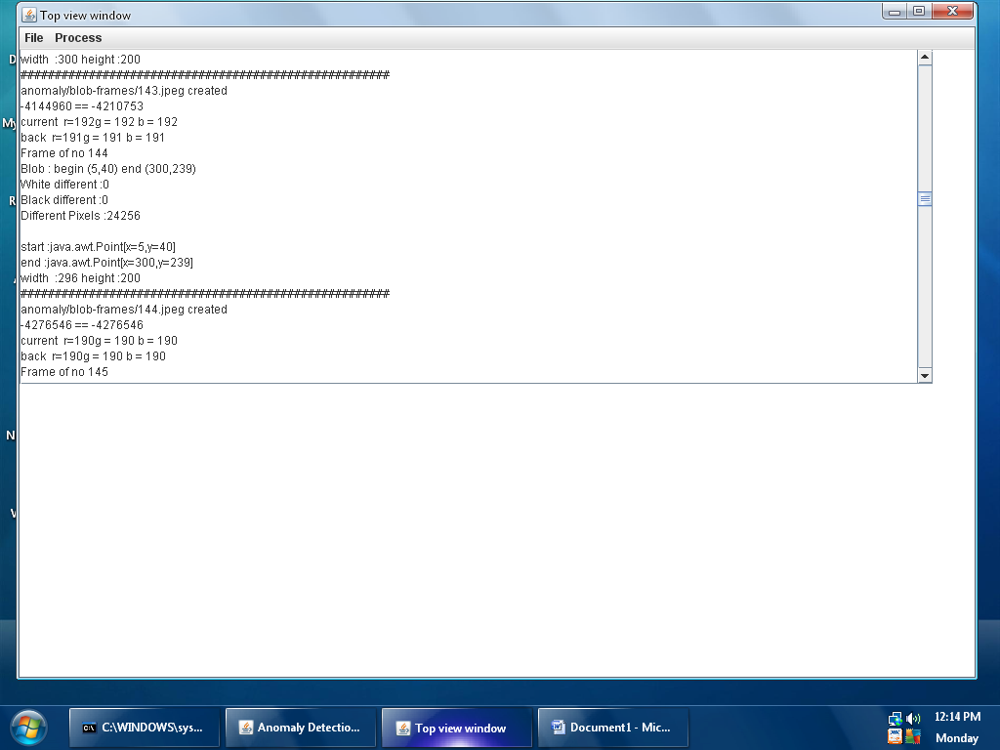 Top view window
File Process
width :300 height :200
######################################################
anomaly/blob-frames/143.jpeg created
-4144960 == -4210753
current r=192g = 192 b = 192
back r=191g = 191 b = 191
Frame of no 144
Blob : begin (5,40) end (300,239)
White different :0
Black different :0
Different Pixels :24256
start :java.awt.Point[x=5,y=40]
end :java.awt.Point[x=300,y=239]
width :296 height :200
######################################################
anomaly/blob-frames/144.jpeg created
-4276546 == -4276546
current r=190g = 190 b = 190
back r=190g = 190 b = 190
Frame of no 145
D
My
R
N
C:\WINDOWS\sys...
Anomaly Detectio...
Top view window
Document1 - Mic...
12:14 PM
Monday